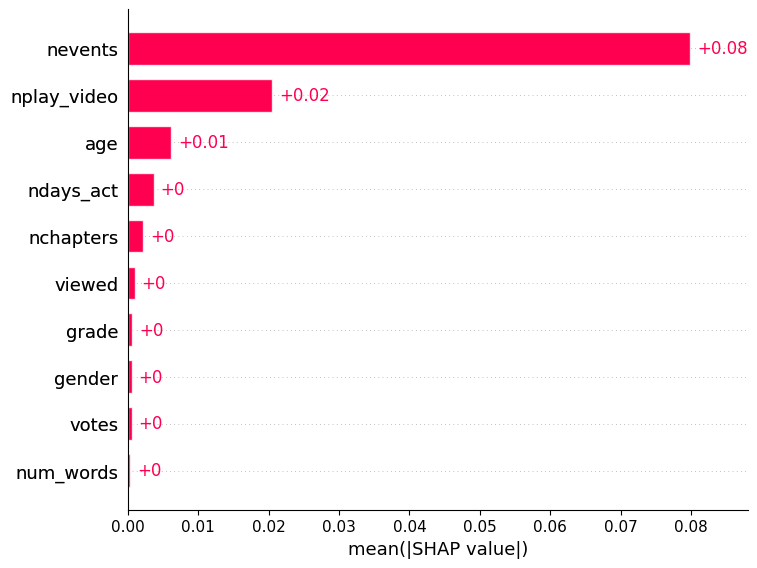 nevents +0.08
nplay_video +0.02
age +0.01
ndays_act +0
nchapters +0
viewed +0
grade +0
gender +0
votes +0
num_words +0
0.00 0.01 0.02 0.03 0.04 0.05 0.06 0.07 0.08
mean(|SHAP value|)